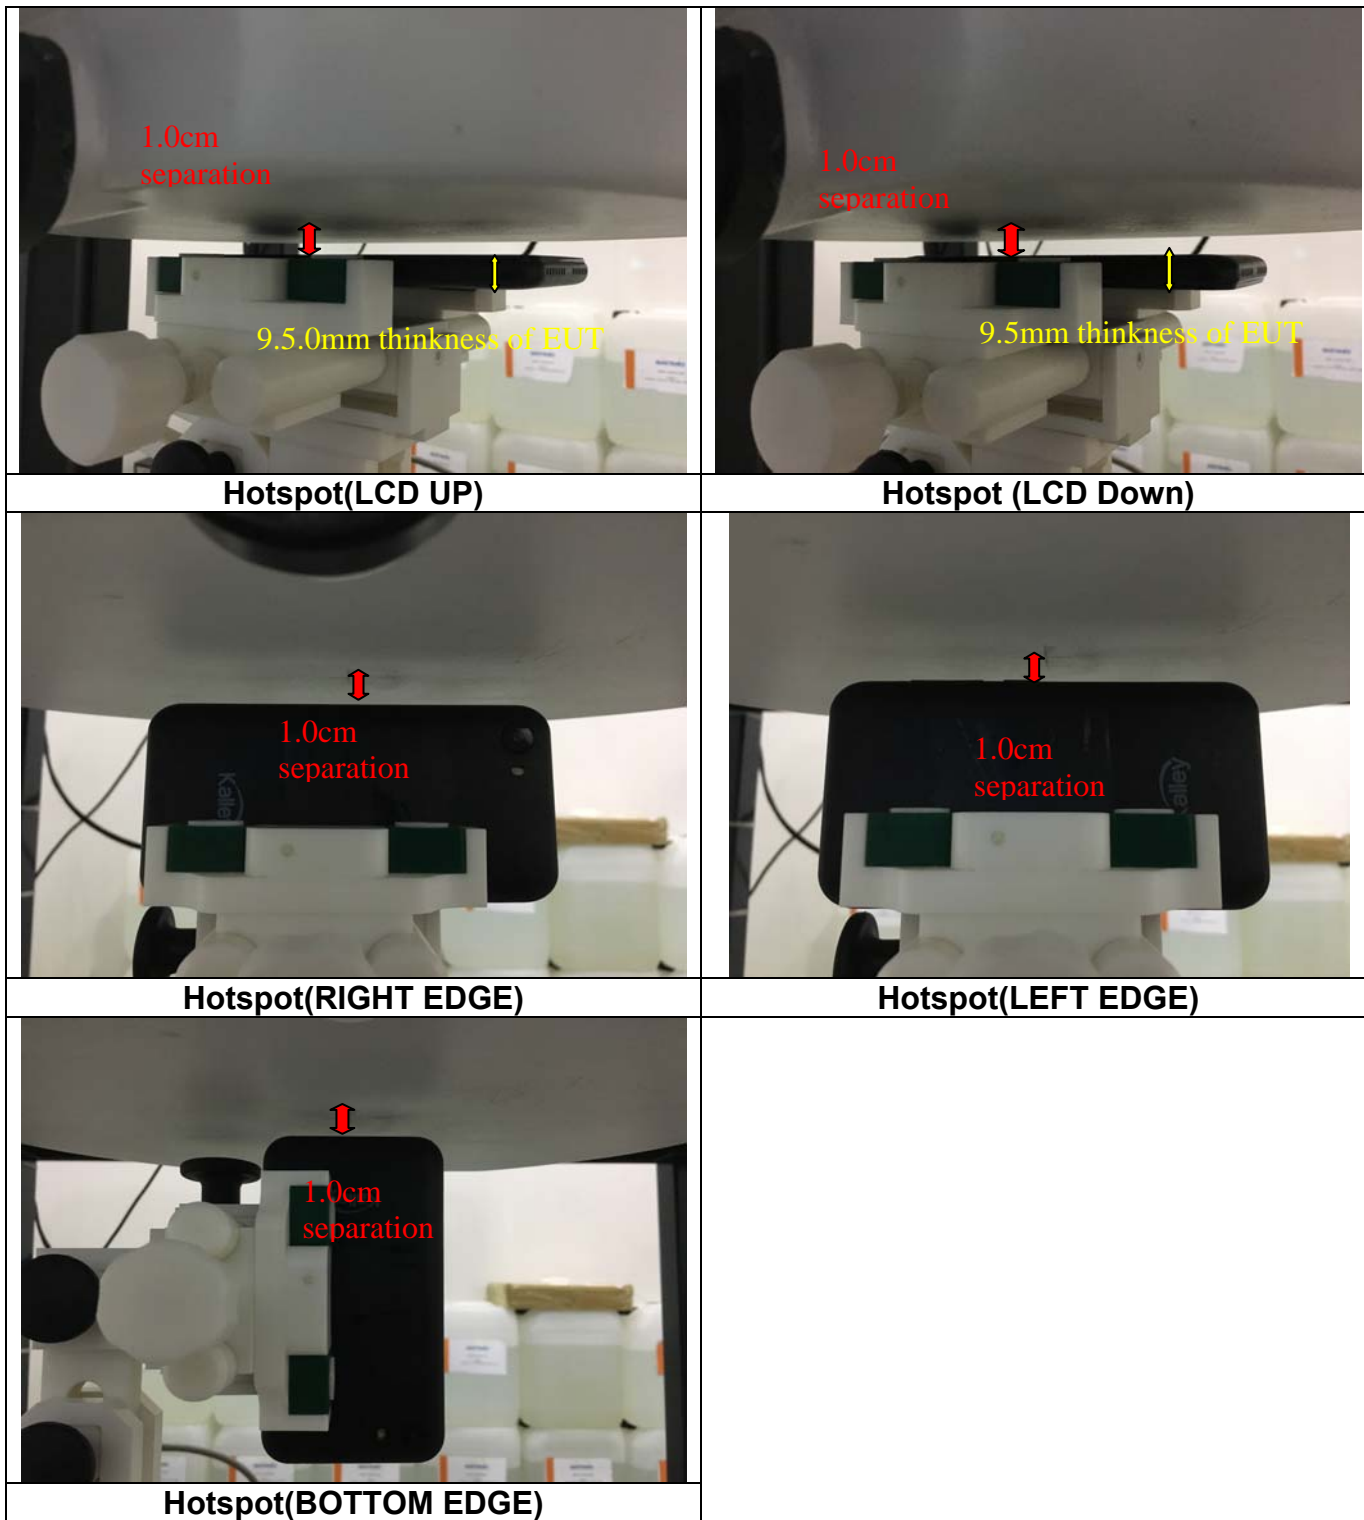 1.0cm
separation
9.5.0mm thinkness of EUT
1.0cm
separation
9.5mm thinkness of EUT
Hotspot(LCD UP)
Hotspot (LCD Down)
1.0cm
separation
Kalle
1.0cm
separation
Kalley
Hotspot(RIGHT EDGE)
Hotspot(LEFT EDGE)
1.0cm
separation
Hotspot(BOTTOM EDGE)